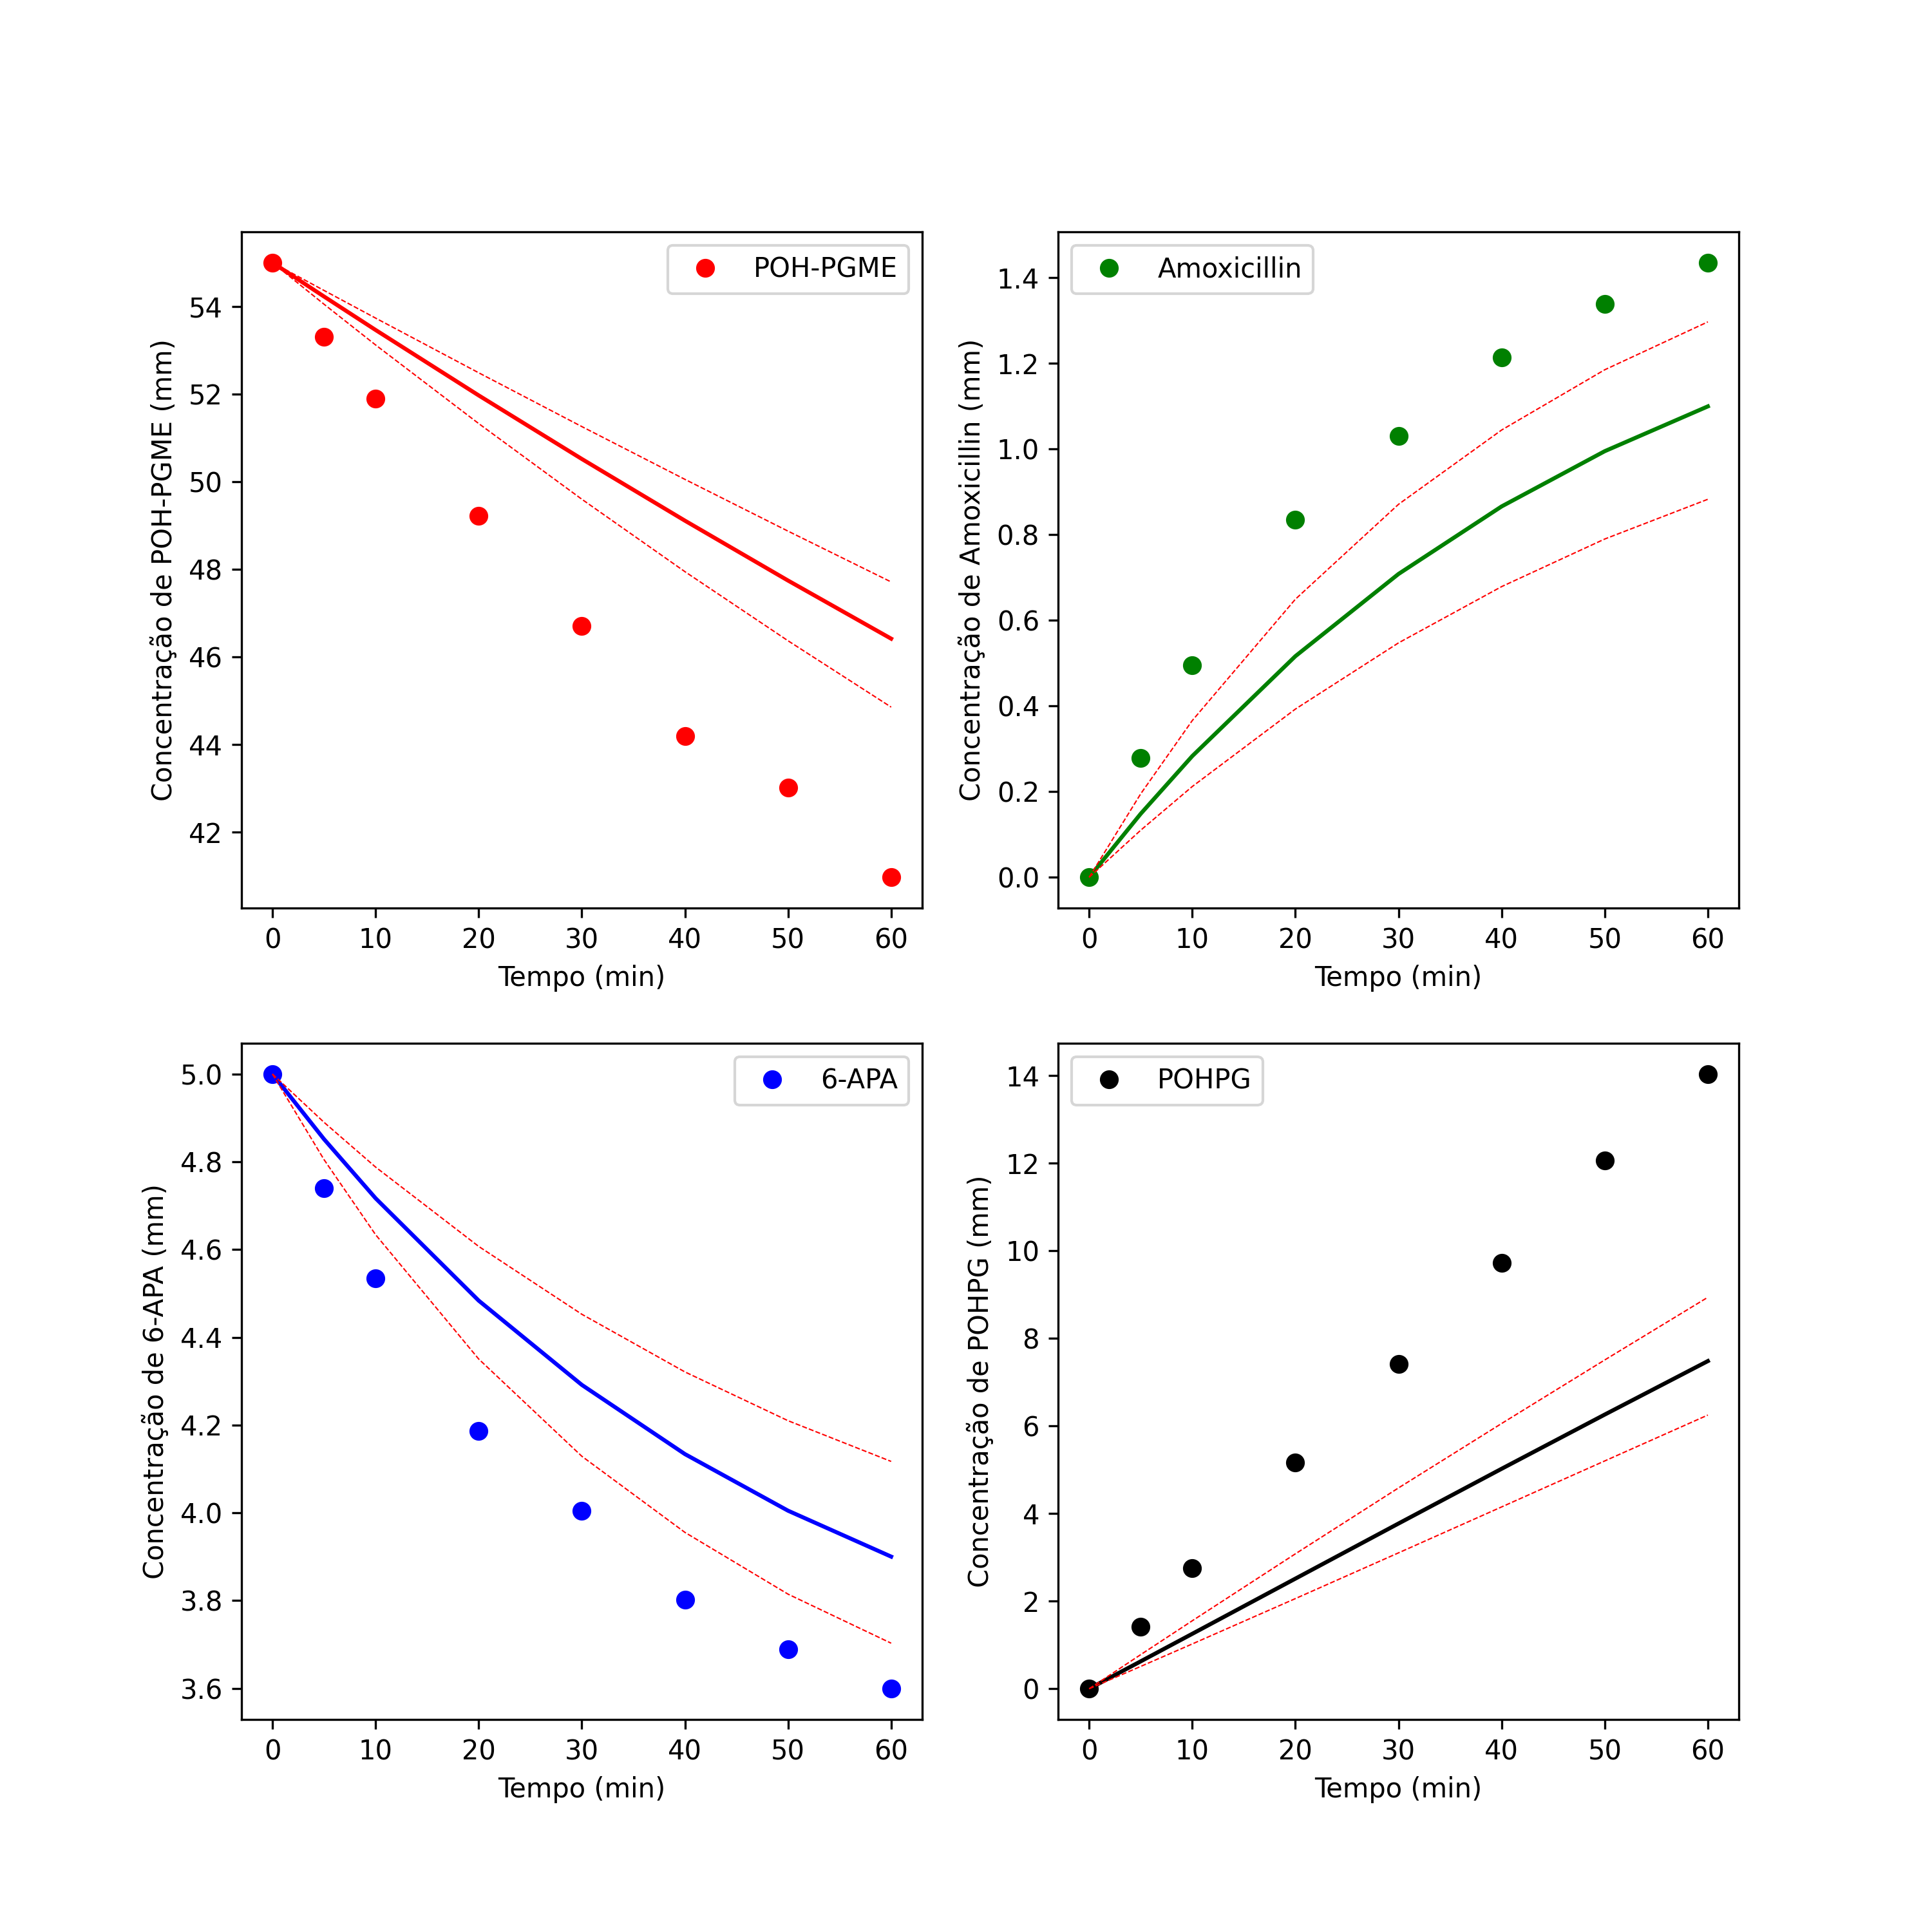 POH-PGME
Concentração de POH-PGME (mm)
54
52
50
48
46
44
42
0 10 20 30 40 50 60
Tempo (min)
Amoxicillin
Concentração de Amoxicillin (mm)
1.4
1.2
1.0
0.8
0.6
0.4
0.2
0.0
0 10 20 30 40 50 60
Tempo (min)
6-APA
Concentração de 6-APA (mm)
5.0
4.8
4.6
4.4
4.2
4.0
3.8
3.6
0 10 20 30 40 50 60
Tempo (min)
POHPG
Concentração de POHPG (mm)
14
12
10
8
6
4
2
0
0 10 20 30 40 50 60
Tempo (min)